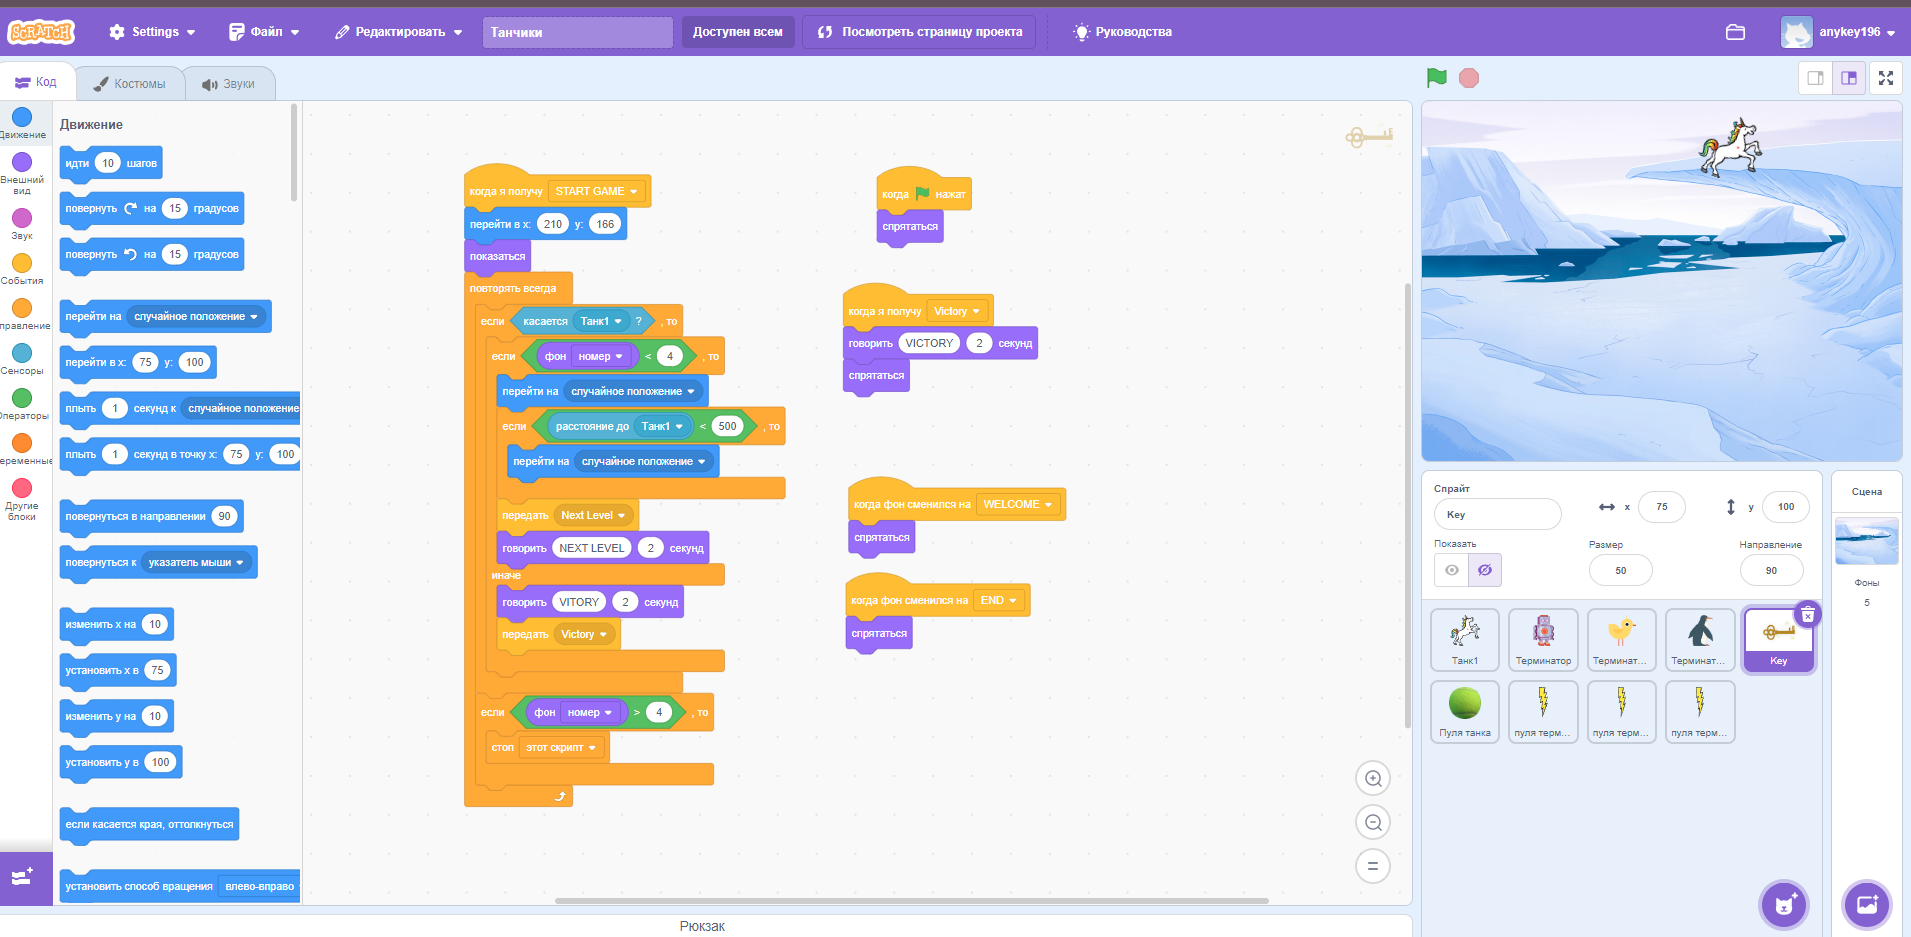 SCRATCH
Settings
Файл
Редактировать
Танчики
Доступен всем
Посмотреть страницу проекта
Руководства
anykey196
Код
Костюмы
Звуки
Движение
Внешний
вид
Звук
События
правление
Сенсоры
Операторы
еременные
Другие
блоки
Движение
идти 10 шагов
повернуть на 15 градусов
повернуть на 15 градусов
перейти на случайное положение
перейти в x: 75 y: 100
плыть 1 секунд к случайное положение
плыть 1 секунд в точку x: 75 y: 100
повернуться в направлении 90
повернуться к указатель мыши
изменить x на 10
установить x в 75
изменить y на 10
установить y в 100
если касается края, оттолкнуться
установить способ вращения влево-вправо
когда я получу START GAME
перейти в x: 210 y: 166
показаться
повторять всегда
если касается Танк1 ? , то
если фон номер < 4 , то
перейти на случайное положение
если расстояние до Танк1 < 500 , то
перейти на случайное положение
передать Next Level
говорить NEXT LEVEL 2 секунд
иначе
говорить VITORY 2 секунд
передать Victory
если фон номер > 4 , то
стоп этот скрипт
когда нажат
спрятаться
когда я получу Victory
говорить VICTORY 2 секунд
спрятаться
когда фон сменился на WELCOME
спрятаться
когда фон сменился на END
спрятаться
Рюкзак
Спрайт
Key
x 75
y 100
Показать
Размер
50
Направление
90
Танк1
Терминатор
Терминат...
Терминат...
Key
Пуля танка
пуля терм...
пуля терм...
пуля терм...
Сцена
Фоны
5